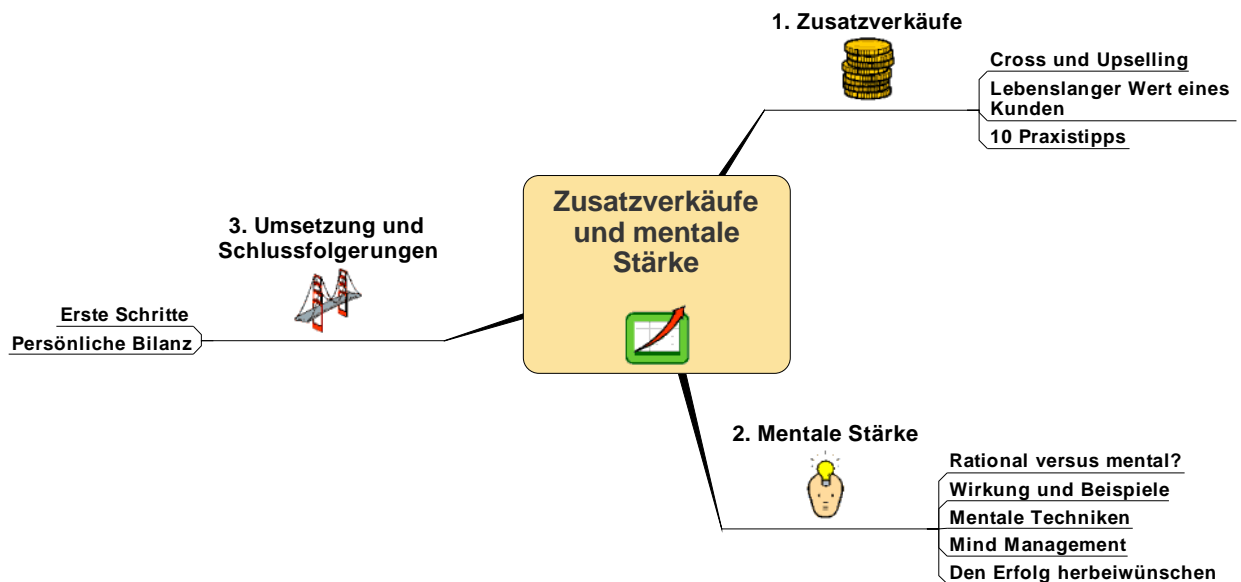 Zusatzverkäufe
und mentale
Stärke
1. Zusatzverkäufe
Cross und Upselling
Lebenslanger Wert eines
Kunden
10 Praxistipps
2. Mentale Stärke
Rational versus mental?
Wirkung und Beispiele
Mentale Techniken
Mind Management
Den Erfolg herbeiwünschen
3. Umsetzung und
Schlussfolgerungen
Erste Schritte
Persönliche Bilanz